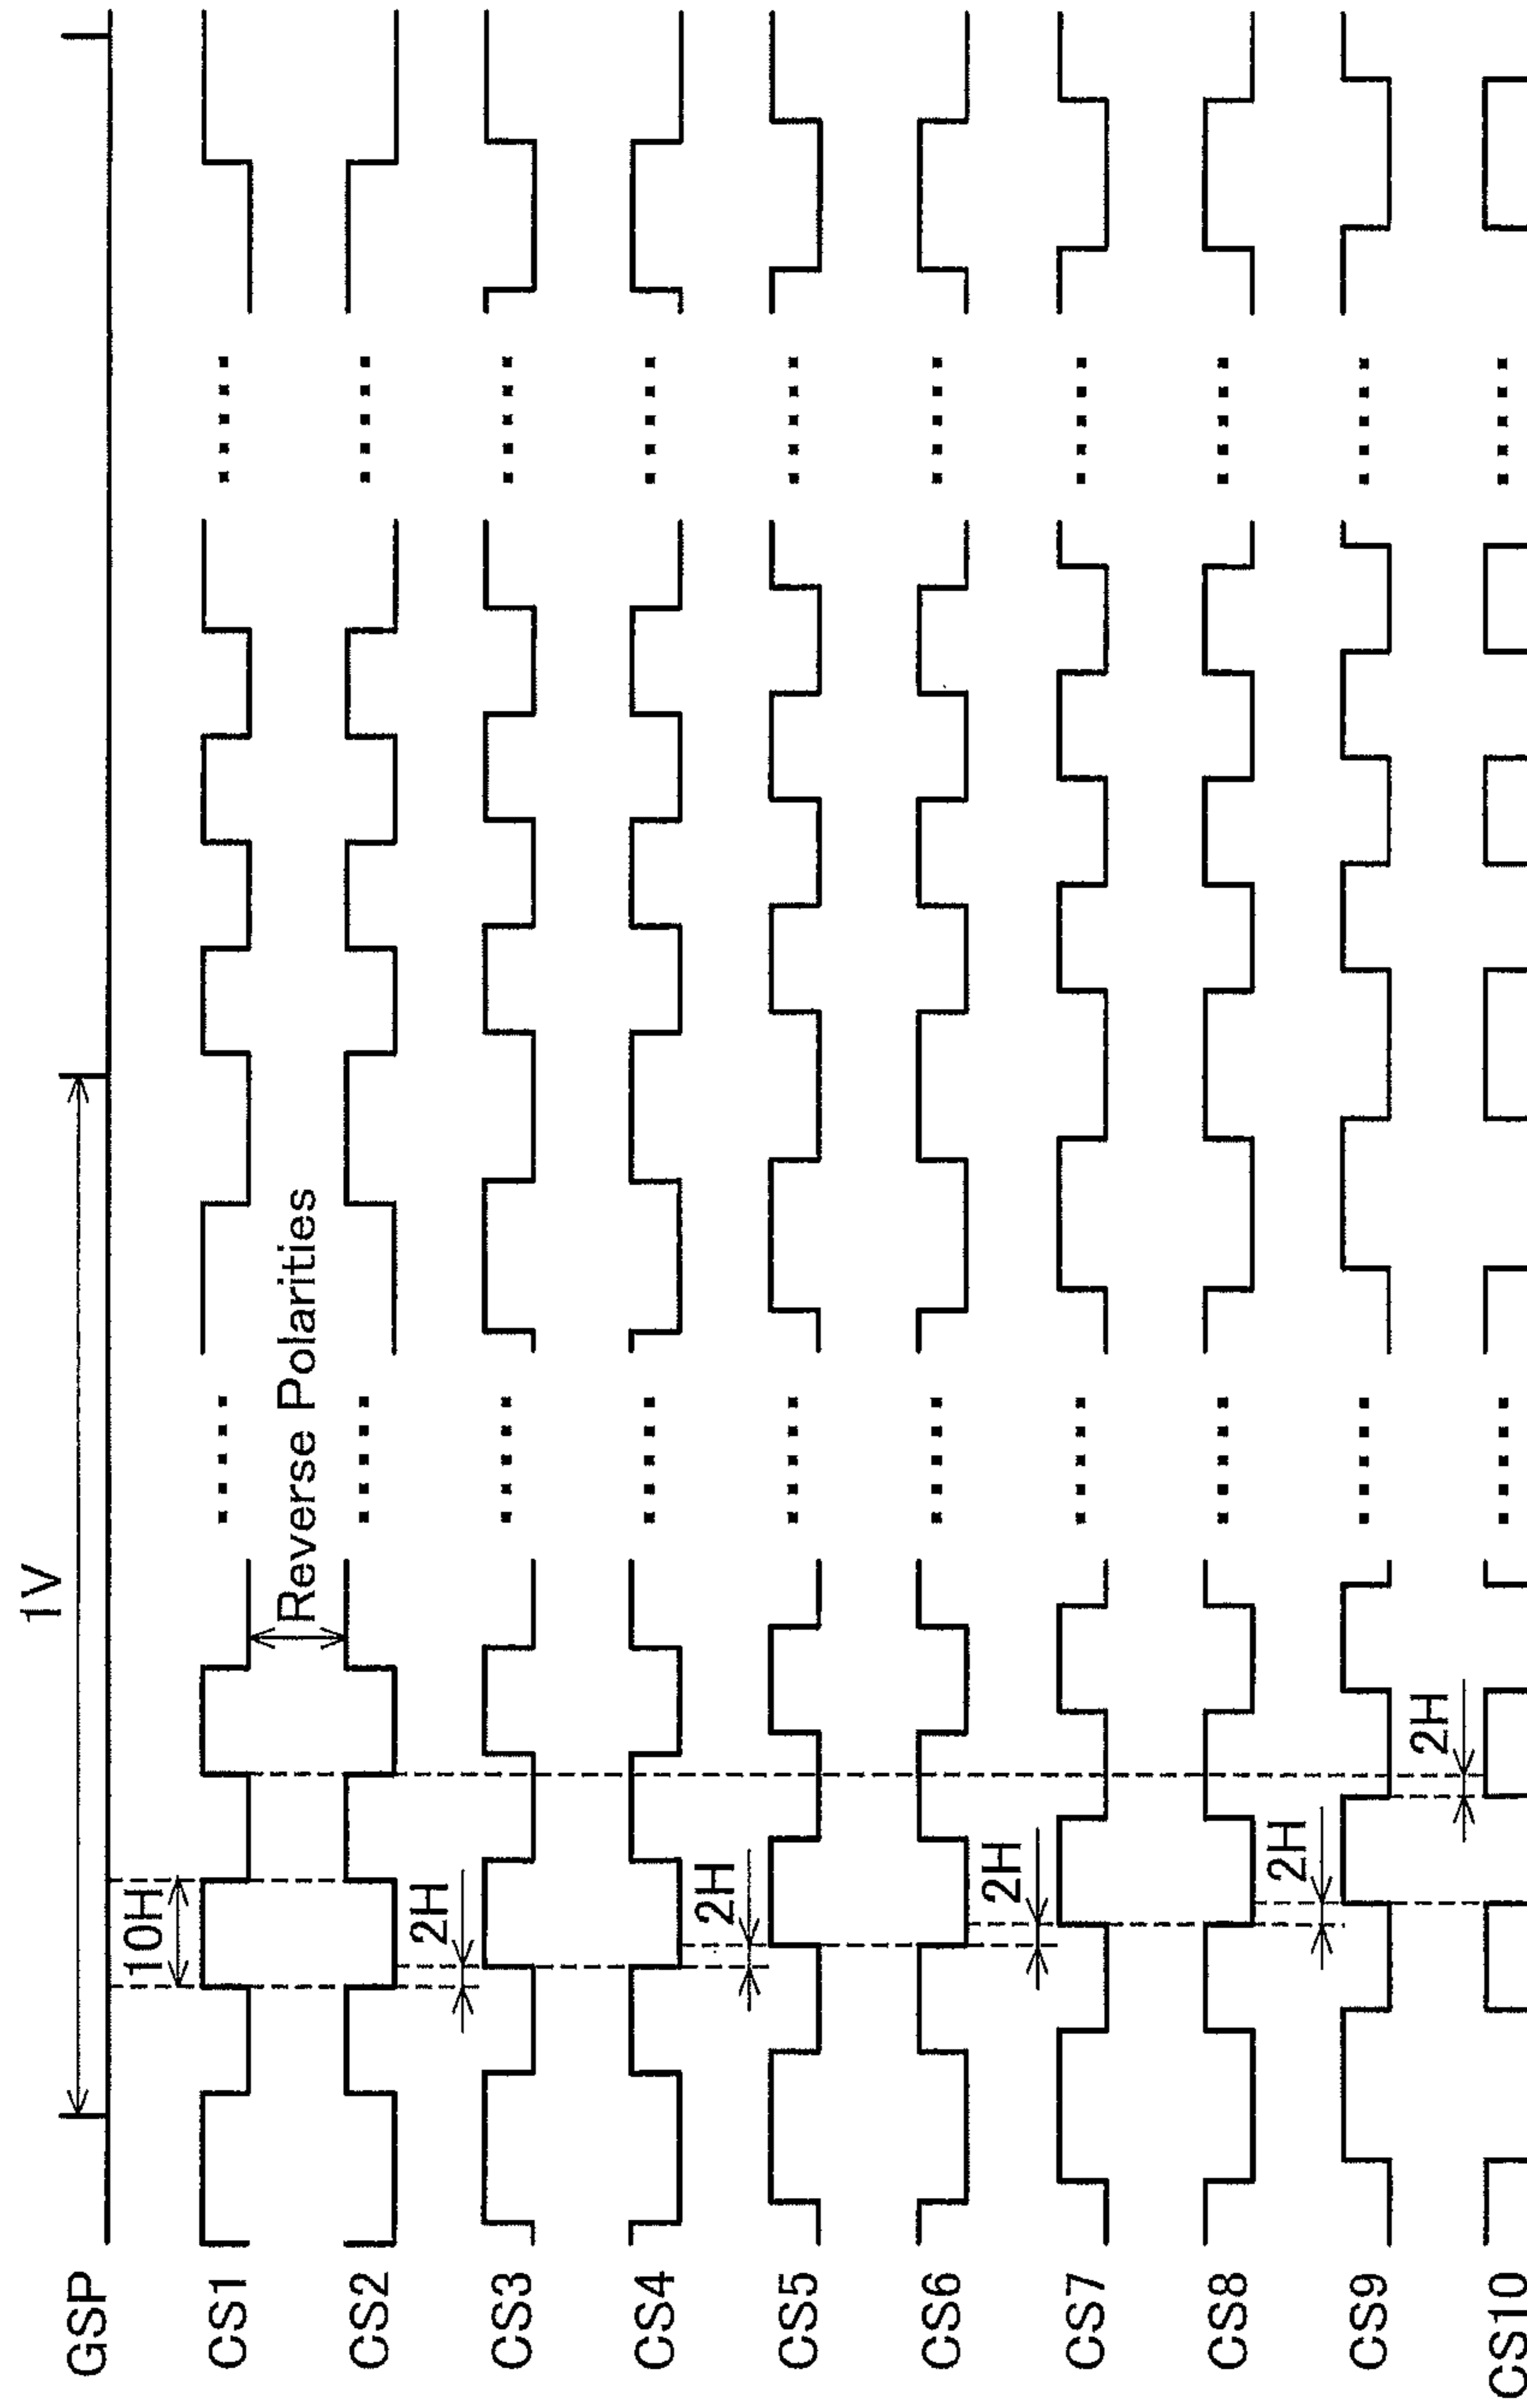 1V
GSP
10H
CS1
Reverse Polarities
CS2
2H
CS3
CS4
2H
CS5
CS6
2H
CS7
CS8
2H
CS9
2H
CS10